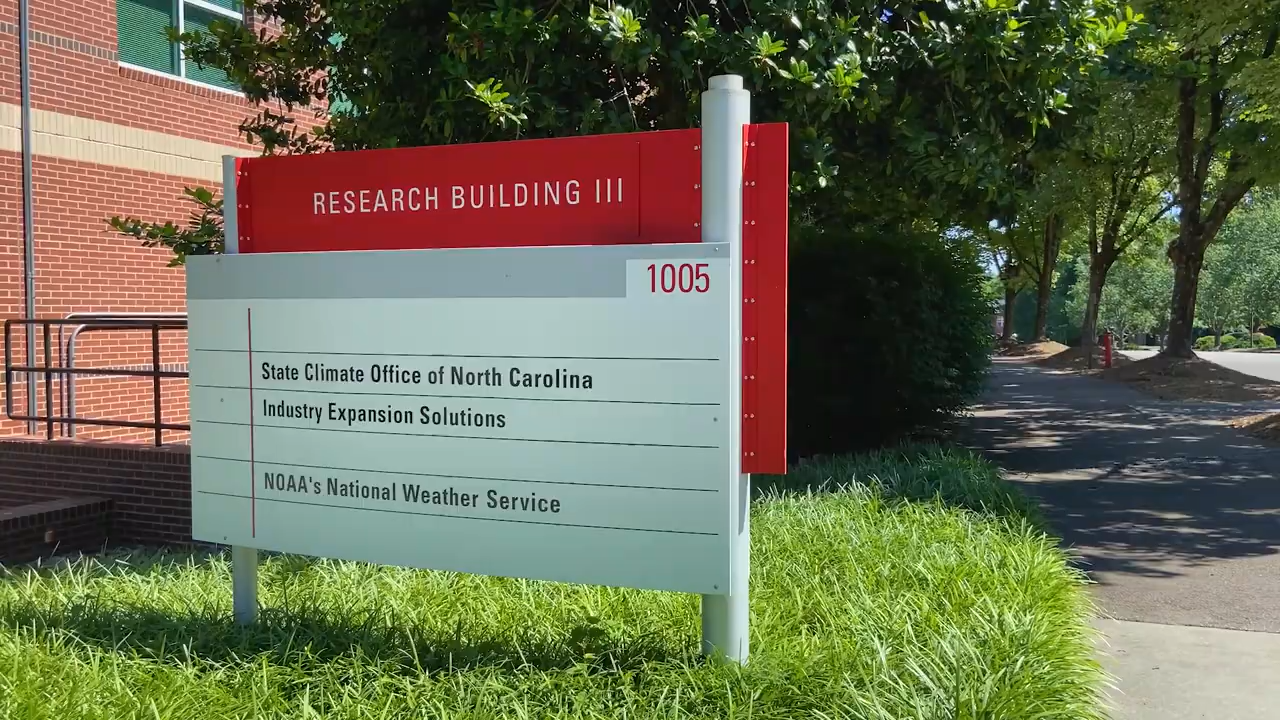 RESEARCH BUILDING III
1005
State Climate Office of North Carolina
Industry Expansion Solutions
NOAA's National Weather Service